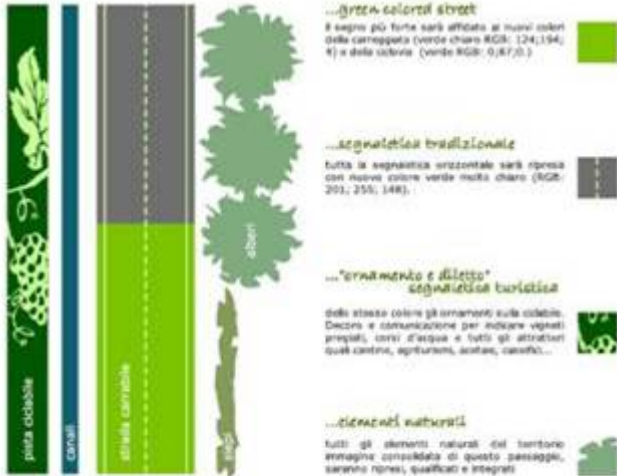 ...green colored street
il segno più forte sarà affidato ai nuovi colori
della carreggiata (verde chiaro RGB: 124;194;
4) e della ciclovia (verde RGB: 0;87;0.)
...segnaletica tradizionale
tutta la segnaletica orizzontale sarà ripresa
con nuovo colore verde molto chiaro (RGB:
201; 255; 148).
..."ornamento e diletto"
segnaletica turistica
dello stesso colore gli ornamenti sulla ciclabile.
Decoro e comunicazione per indicare vigneti
pregiati, corsi d'acqua e tutti gli attrattori
quali cantine, agriturismi, acetaie, caseifici...
...elementi naturali
tutti gli elementi naturali del territorio
immagine consolidata di questo paesaggio,
saranno ripresi, qualificati e integrati
pista ciclabile
canali
strada carrabile
alberi
siepi